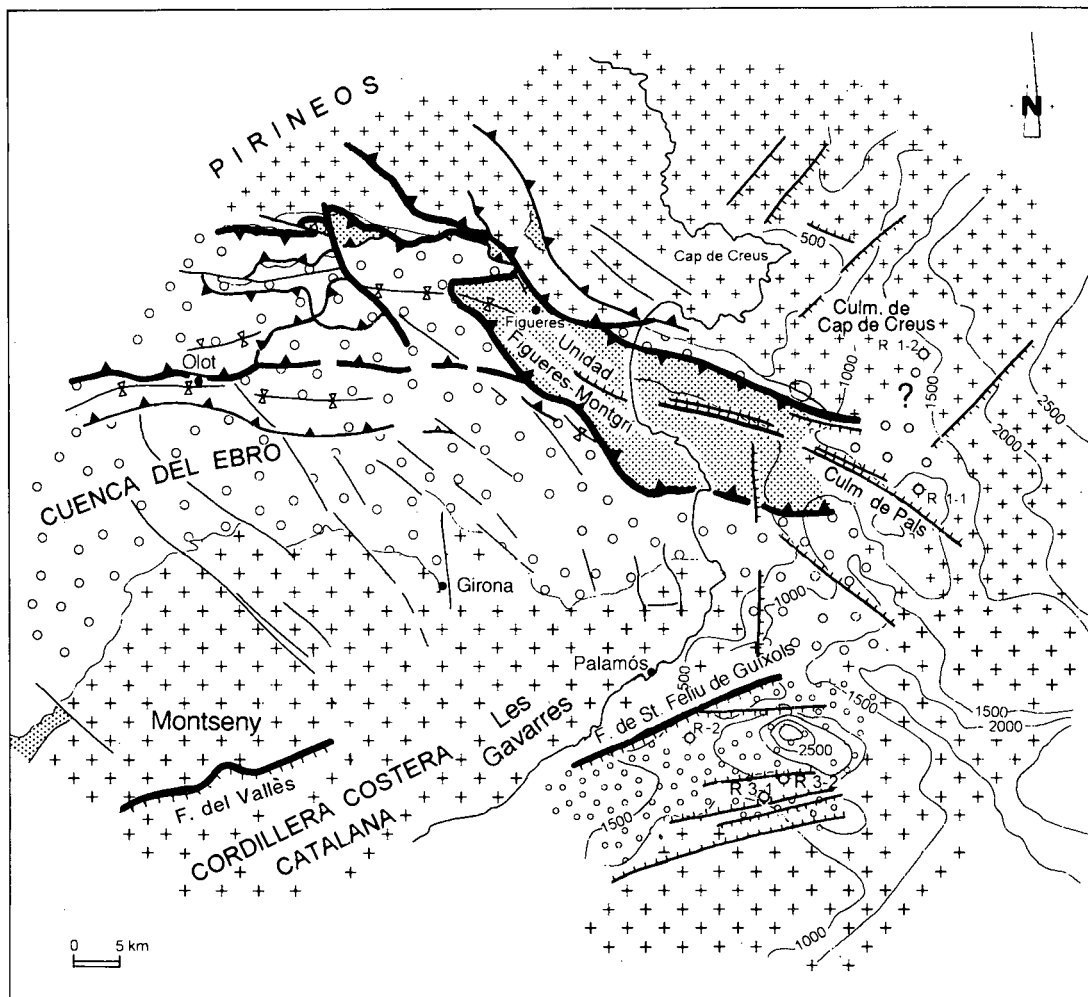 PIRINEOS
N
500
Cap de Creus
Culm. de
Cap de Creus
R 1-2
?
1000
1500
2000
2500
Figueres
Unidad
Figueres-Montgrí
Olot
CUENCA DEL EBRO
R 1-1
Culm. de Pals
Girona
1000
Palamós
500
F. de St. Feliu de Guíxols
1500
1500
2000
Montseny
Les
Gavarres
R-2
2500
R 3-1
R 3-2
F. del Vallès
CORDILLERA COSTERA
CATALANA
1500
1000
0 5 km